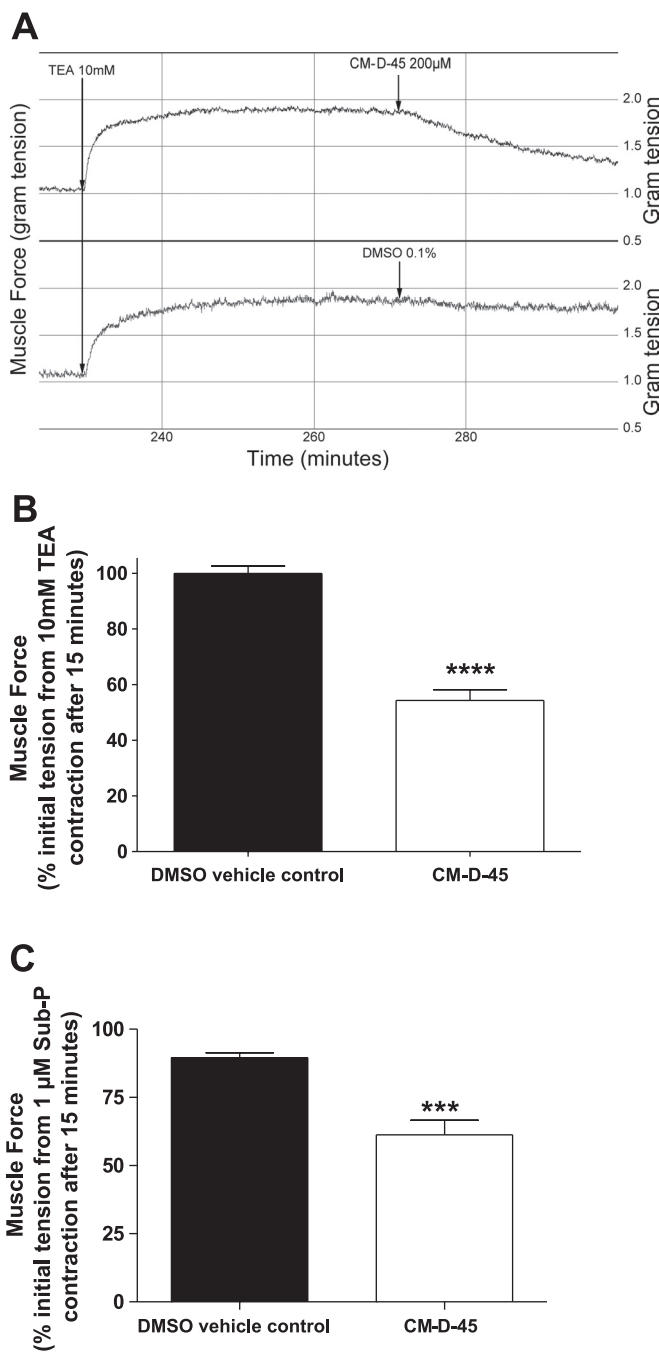 A
TEA 10mM
CM-D-45 200µM
Muscle Force (gram tension)
2.0
1.5
1.0
0.5
Gram tension
DMSO 0.1%
2.0
1.5
1.0
0.5
Gram tension
240
260
280
Time (minutes)
B
Muscle Force
(% initial tension from 10mM TEA
contraction after 15 minutes)
100
80
60
40
20
0
****
DMSO vehicle control
CM-D-45
C
Muscle Force
(% initial tension from 1 µM Sub-P
contraction after 15 minutes)
100
75
50
25
0
***
DMSO vehicle control
CM-D-45